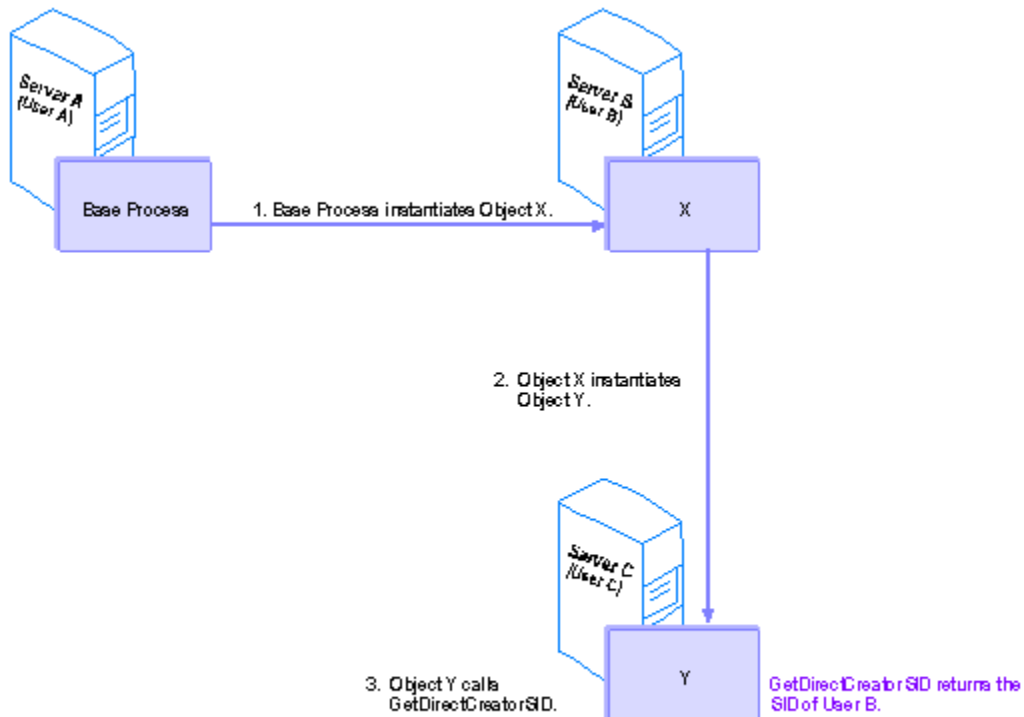 Server A
(User A)
Server B
(User B)
Base Process
1. Base Process instantiates Object X.
X
2. Object X instantiates
Object Y.
Server C
(User C)
3. Object Y calls
GetDirectCreatorSID.
Y
GetDirectCreatorSID returns the
SID of User B.